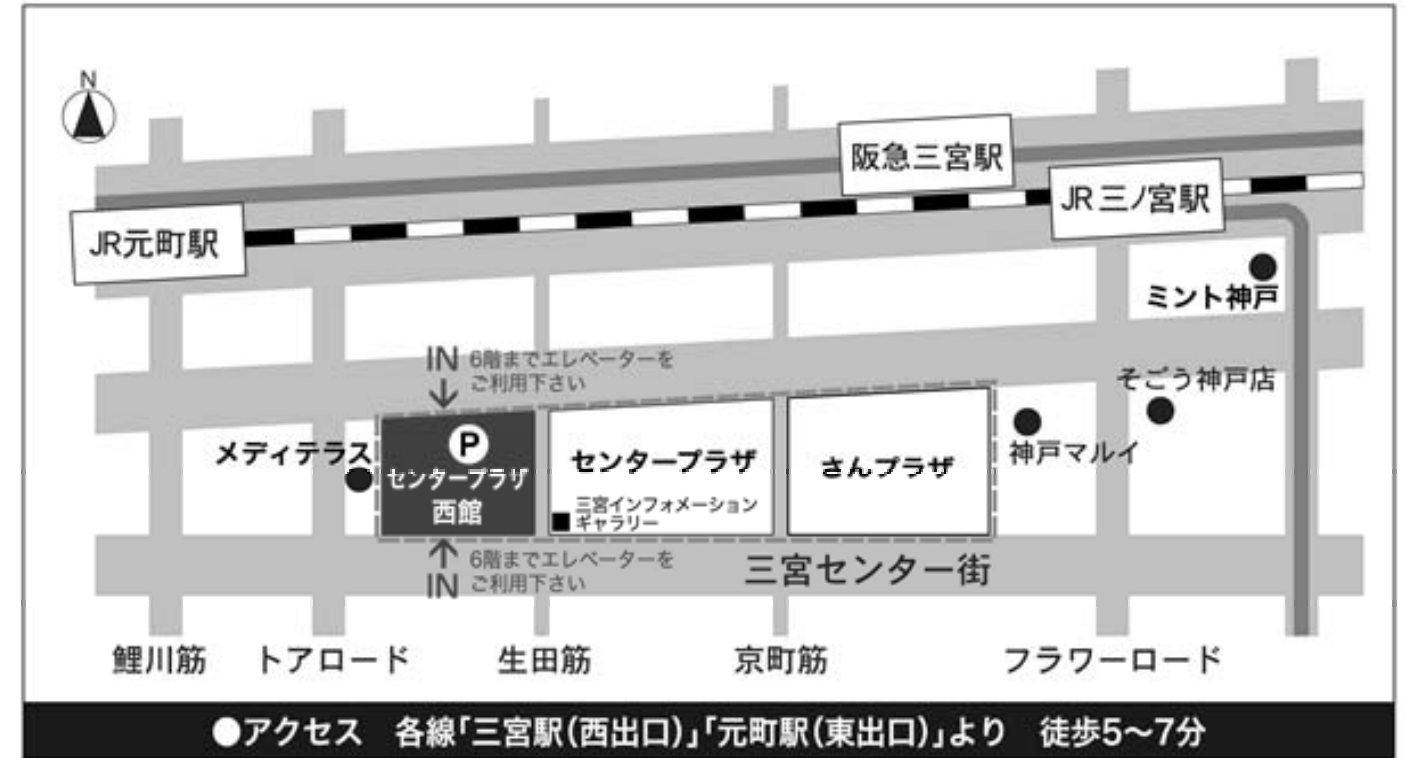 N
阪急三宮駅
JR三ノ宮駅
JR元町駅
ミント神戸
IN 6階までエレベーターを
ご利用下さい
そごう神戸店
メディテラス
P
センタープラザ
西館
センタープラザ
三宮インフォメーション
ギャラリー
さんプラザ
神戸マルイ
6階までエレベーターを
IN ご利用下さい
三宮センター街
鯉川筋 トアロード 生田筋 京町筋 フラワーロード
●アクセス 各線「三宮駅(西出口)」「元町駅(東出口)」より 徒歩5〜7分